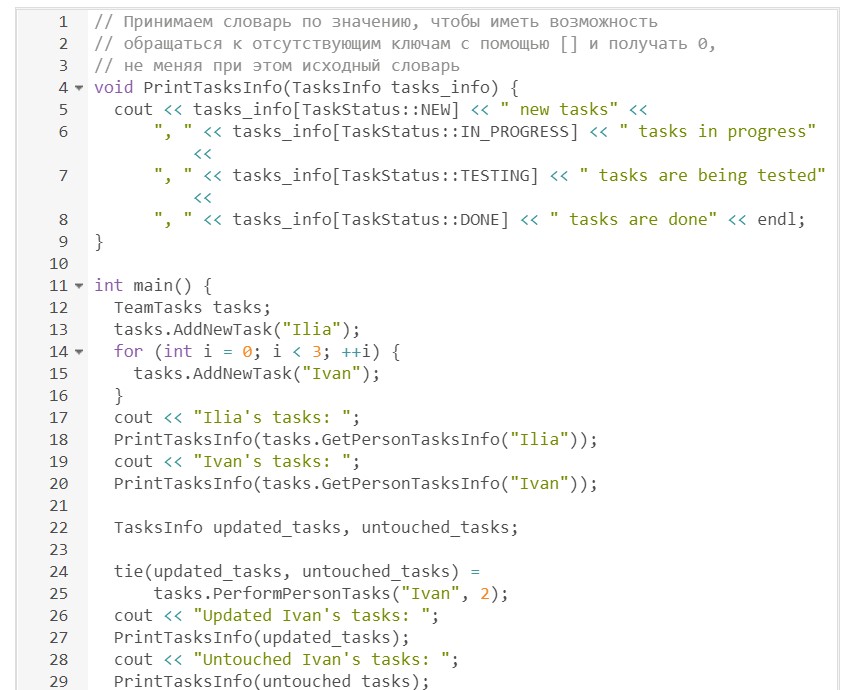 1 // Принимаем словарь по значению, чтобы иметь возможность
2 // обращаться к отсутствующим ключам с помощью [] и получать 0,
3 // не меняя при этом исходный словарь
4 void PrintTasksInfo(TasksInfo tasks_info) {
5   cout << tasks_info[TaskStatus::NEW] << " new tasks" <<
6       ", " << tasks_info[TaskStatus::IN_PROGRESS] << " tasks in progress"
          <<
7       ", " << tasks_info[TaskStatus::TESTING] << " tasks are being tested"
          <<
8       ", " << tasks_info[TaskStatus::DONE] << " tasks are done" << endl;
9 }
10
11 int main() {
12   TeamTasks tasks;
13   tasks.AddNewTask("Ilia");
14   for (int i = 0; i < 3; ++i) {
15     tasks.AddNewTask("Ivan");
16   }
17   cout << "Ilia's tasks: ";
18   PrintTasksInfo(tasks.GetPersonTasksInfo("Ilia"));
19   cout << "Ivan's tasks: ";
20   PrintTasksInfo(tasks.GetPersonTasksInfo("Ivan"));
21
22   TasksInfo updated_tasks, untouched_tasks;
23
24   tie(updated_tasks, untouched_tasks) =
25       tasks.PerformPersonTasks("Ivan", 2);
26   cout << "Updated Ivan's tasks: ";
27   PrintTasksInfo(updated_tasks);
28   cout << "Untouched Ivan's tasks: ";
29   PrintTasksInfo(untouched_tasks);